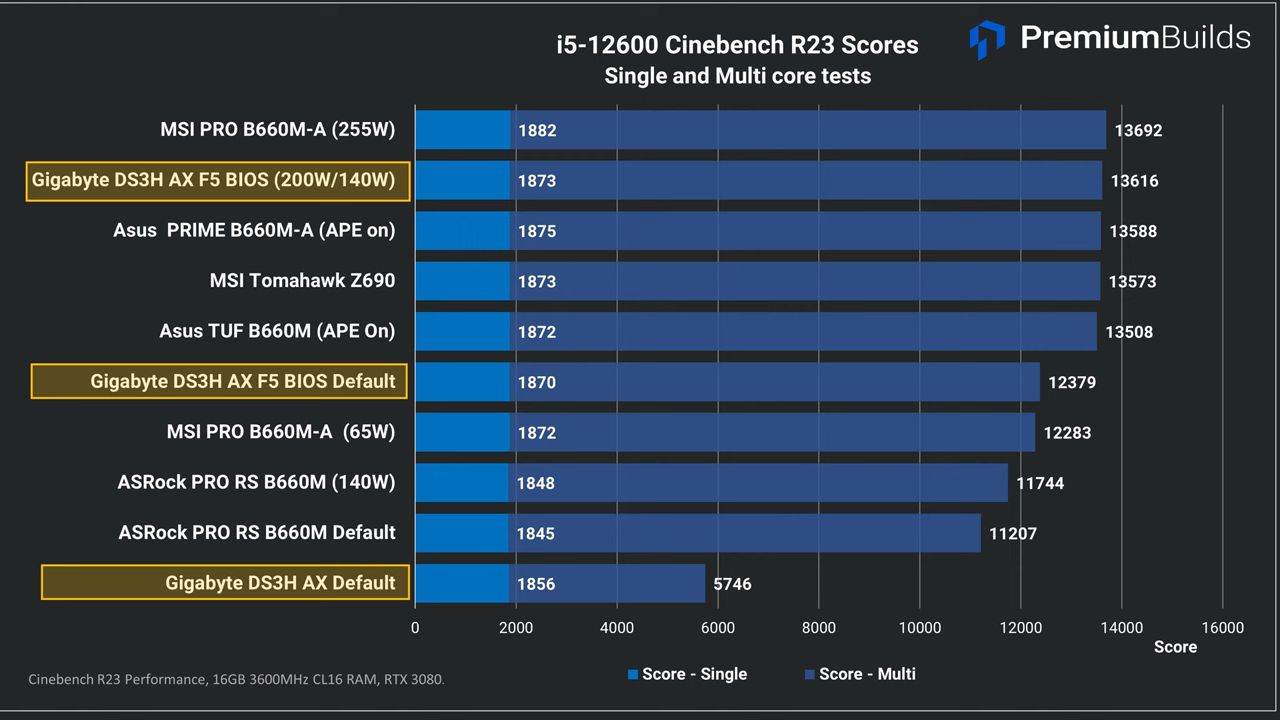 i5-12600 Cinebench R23 Scores
Single and Multi core tests
PremiumBuilds
MSI PRO B660M-A (255W) 1882 13692
Gigabyte DS3H AX F5 BIOS (200W/140W) 1873 13616
Asus PRIME B660M-A (APE on) 1875 13588
MSI Tomahawk Z690 1873 13573
Asus TUF B660M (APE On) 1872 13508
Gigabyte DS3H AX F5 BIOS Default 1870 12379
MSI PRO B660M-A (65W) 1872 12283
ASRock PRO RS B660M (140W) 1848 11744
ASRock PRO RS B660M Default 1845 11207
Gigabyte DS3H AX Default 1856 5746
0 2000 4000 6000 8000 10000 12000 14000 16000
Score
Score - Single Score - Multi
Cinebench R23 Performance, 16GB 3600MHz CL16 RAM, RTX 3080.